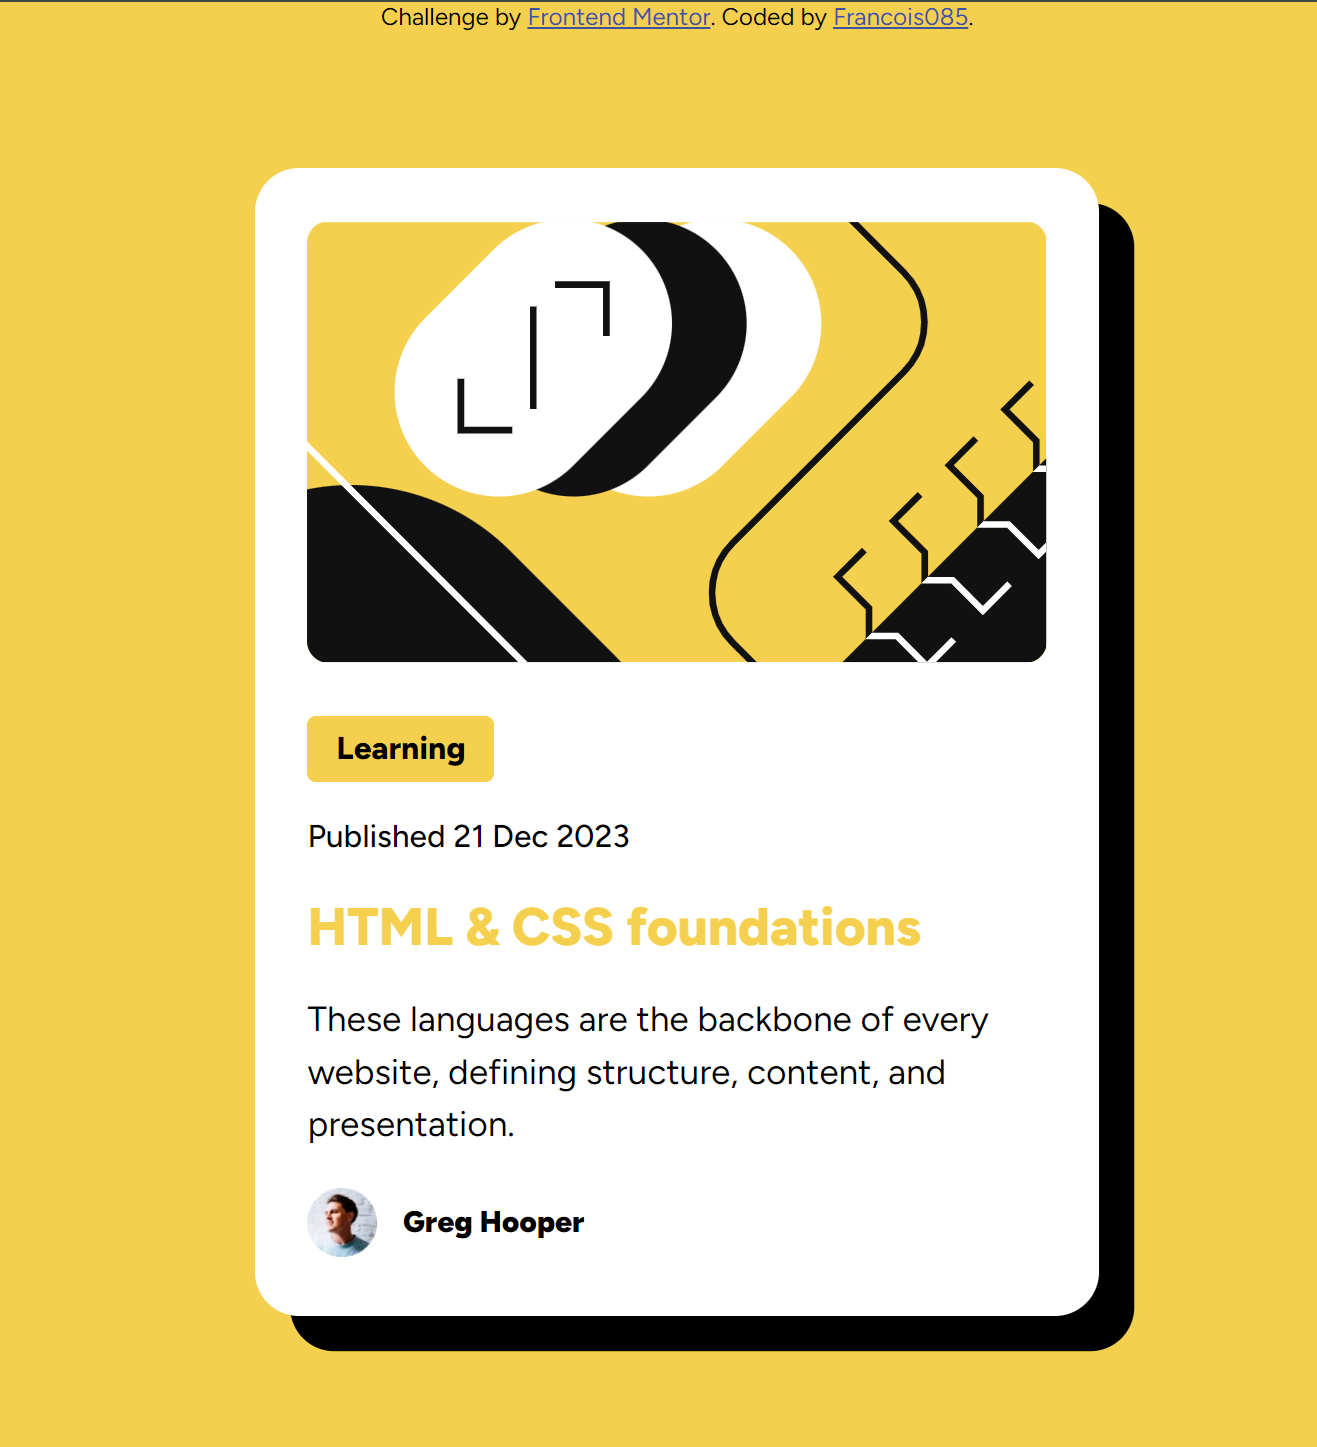 Challenge by Frontend Mentor. Coded by Francois085.
Learning
Published 21 Dec 2023
HTML & CSS foundations
These languages are the backbone of every
website, defining structure, content, and
presentation.
Greg Hooper